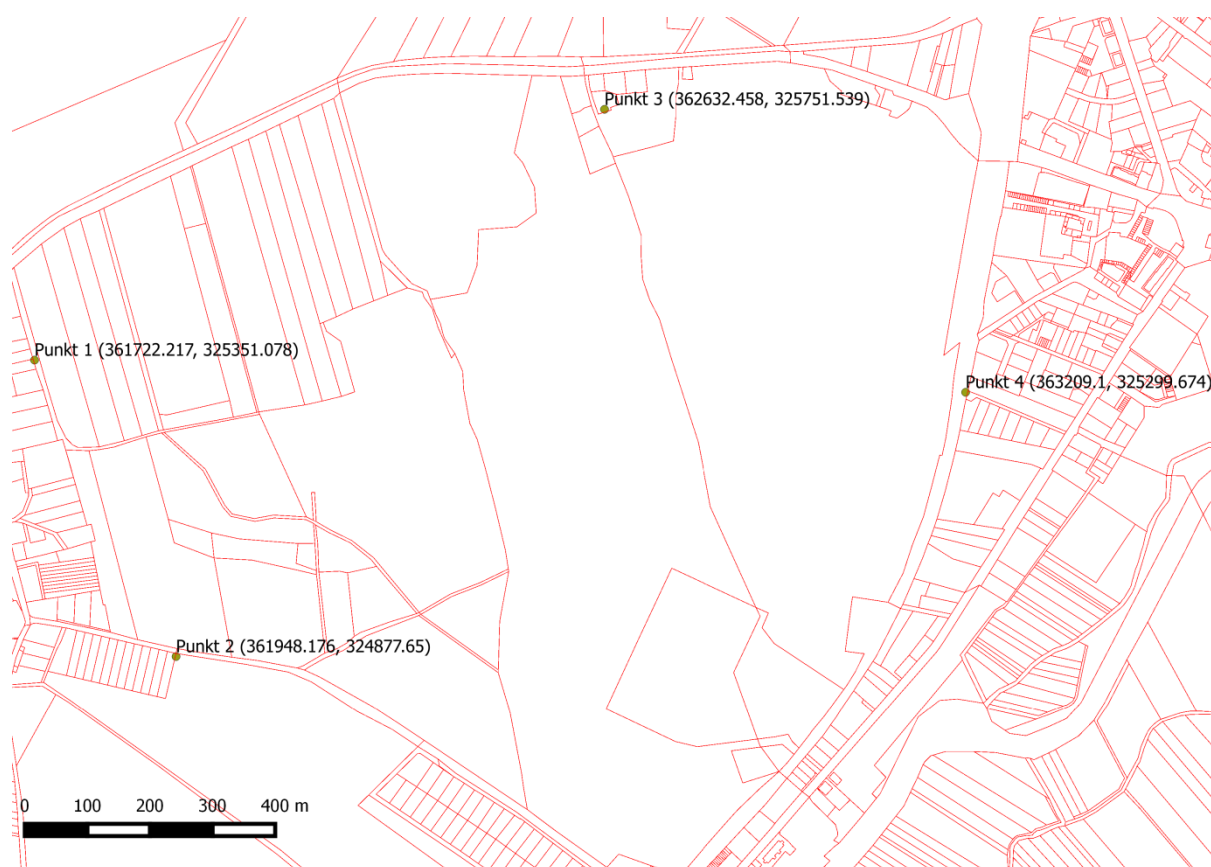 Punkt 3 (362632.458, 325751.539)
Punkt 1 (361722.217, 325351.078)
Punkt 4 (363209.1, 325299.674)
Punkt 2 (361948.176, 324877.65)
0 100 200 300 400 m